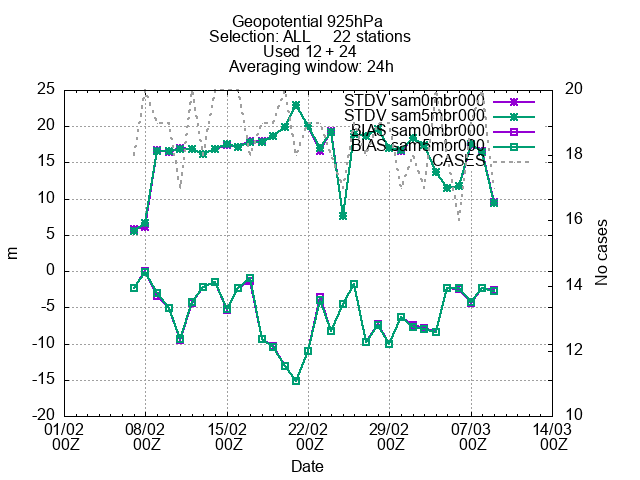 Geopotential 925hPa
Selection: ALL 22 stations
Used 12 + 24
Averaging window: 24h
STDV sam0mbr000
STDV sam5mbr000
BIAS sam0mbr000
BIAS sam5mbr000
CASES
25
20
15
10
5
0
-5
-10
-15
-20
m
20
18
16
14
12
10
No cases
01/02 08/02 15/02 22/02 29/02 07/03 14/03
00Z 00Z 00Z 00Z 00Z 00Z 00Z
Date